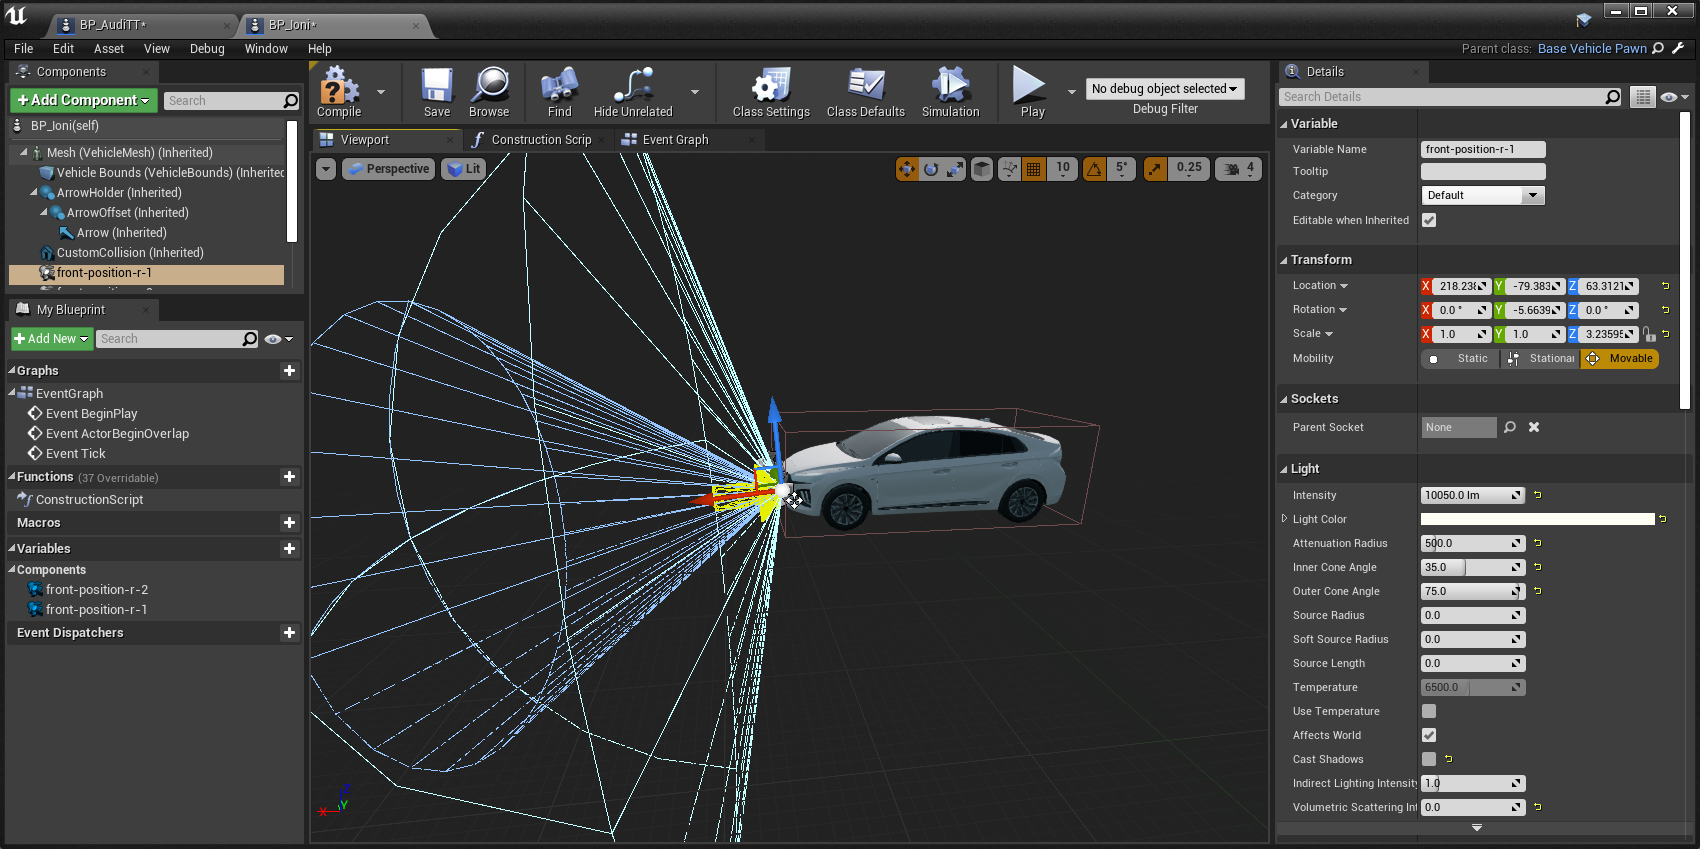 BP_AudiTT*
BP_Ioni*
File Edit Asset View Debug Window Help
Parent class: Base Vehicle Pawn
Components
+Add Component
Search
BP_Ioni(self)
Mesh (VehicleMesh) (Inherited)
Vehicle Bounds (VehicleBounds) (Inheritec
ArrowHolder (Inherited)
ArrowOffset (Inherited)
Arrow (Inherited)
CustomCollision (Inherited)
front-position-r-1
My Blueprint
+Add New
Search
Graphs
EventGraph
Event BeginPlay
Event ActorBeginOverlap
Event Tick
Functions (37 Overridable)
ConstructionScript
Macros
Variables
Components
front-position-r-2
front-position-r-1
Event Dispatchers
Compile
Save
Browse
Find
Hide Unrelated
Class Settings
Class Defaults
Simulation
Play
No debug object selected
Debug Filter
Viewport
Construction Scrip
Event Graph
Perspective
Lit
10
5°
0.25
4
X
Y
Z
Details
Search Details
Variable
Variable Name front-position-r-1
Tooltip
Category Default
Editable when Inherited
Transform
Location X 218.238 Y -79.383 Z 63.3121
Rotation X 0.0 ° Y -5.6639 Z 0.0 °
Scale X 1.0 Y 1.0 Z 3.23595
Mobility Static Stationar Movable
Sockets
Parent Socket None
Light
Intensity 10050.0 lm
Light Color
Attenuation Radius 500.0
Inner Cone Angle 35.0
Outer Cone Angle 75.0
Source Radius 0.0
Soft Source Radius 0.0
Source Length 0.0
Temperature 6500.0
Use Temperature
Affects World
Cast Shadows
Indirect Lighting Intensity 1.0
Volumetric Scattering Int 0.0